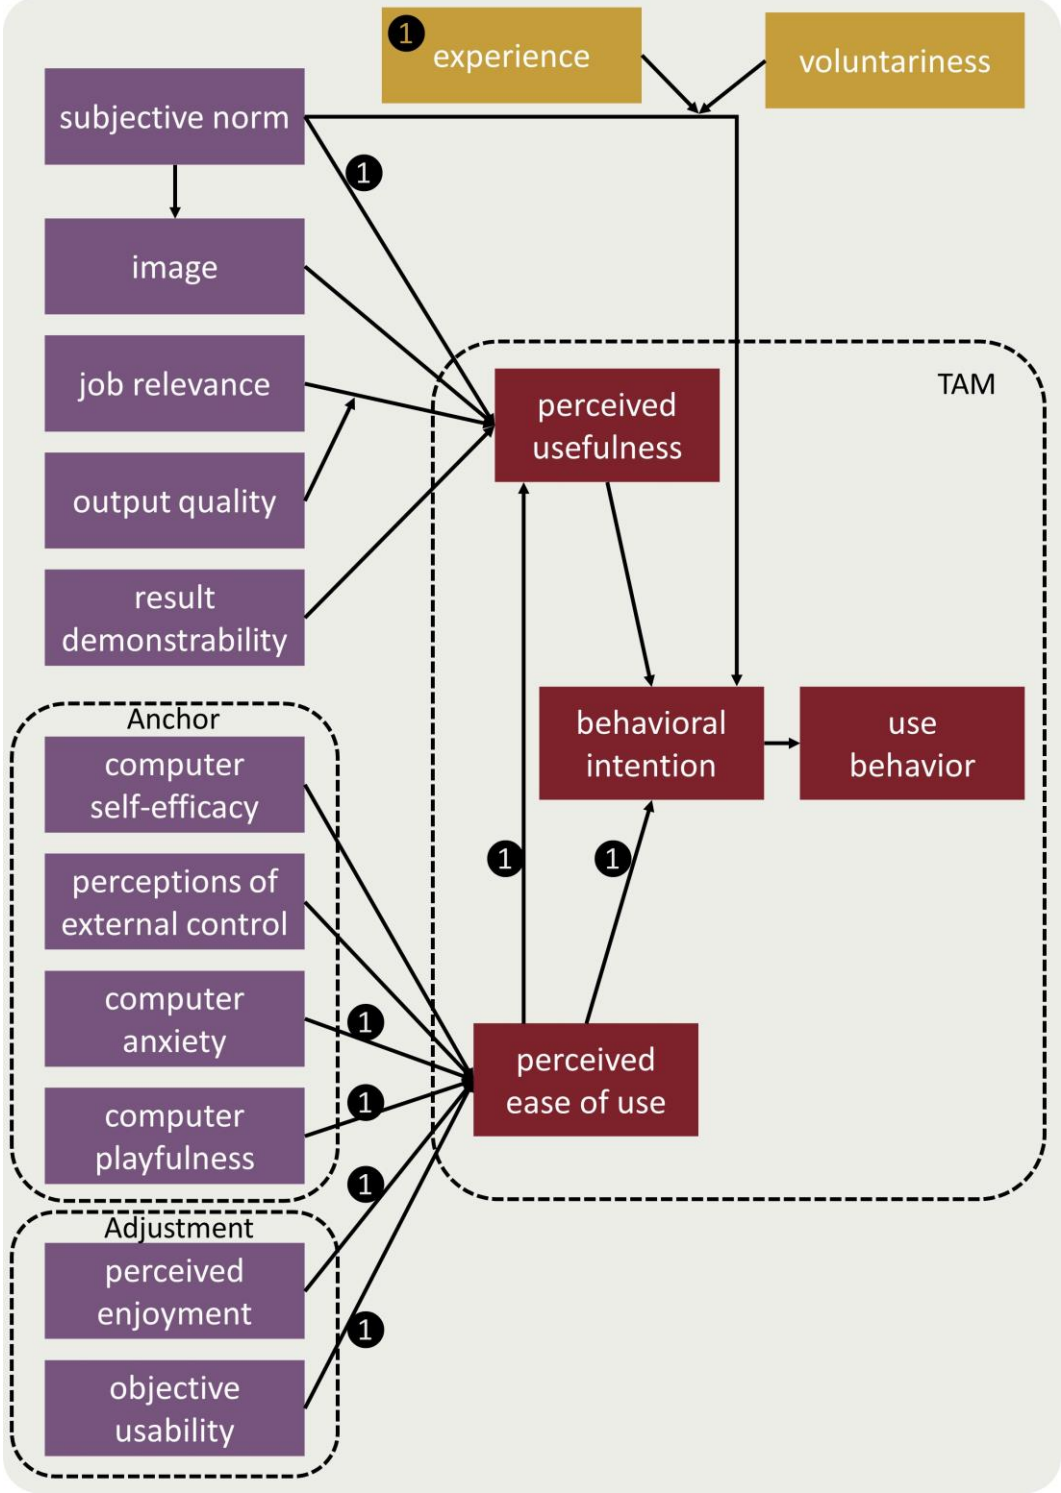 1
experience
voluntariness
subjective norm
1
image
job relevance
TAM
perceived
usefulness
output quality
result
demonstrability
Anchor
computer
self-efficacy
behavioral
intention
use
behavior
perceptions of
external control
1
1
computer
anxiety
1
perceived
ease of use
computer
playfulness
1
1
Adjustment
perceived
enjoyment
1
objective
usability